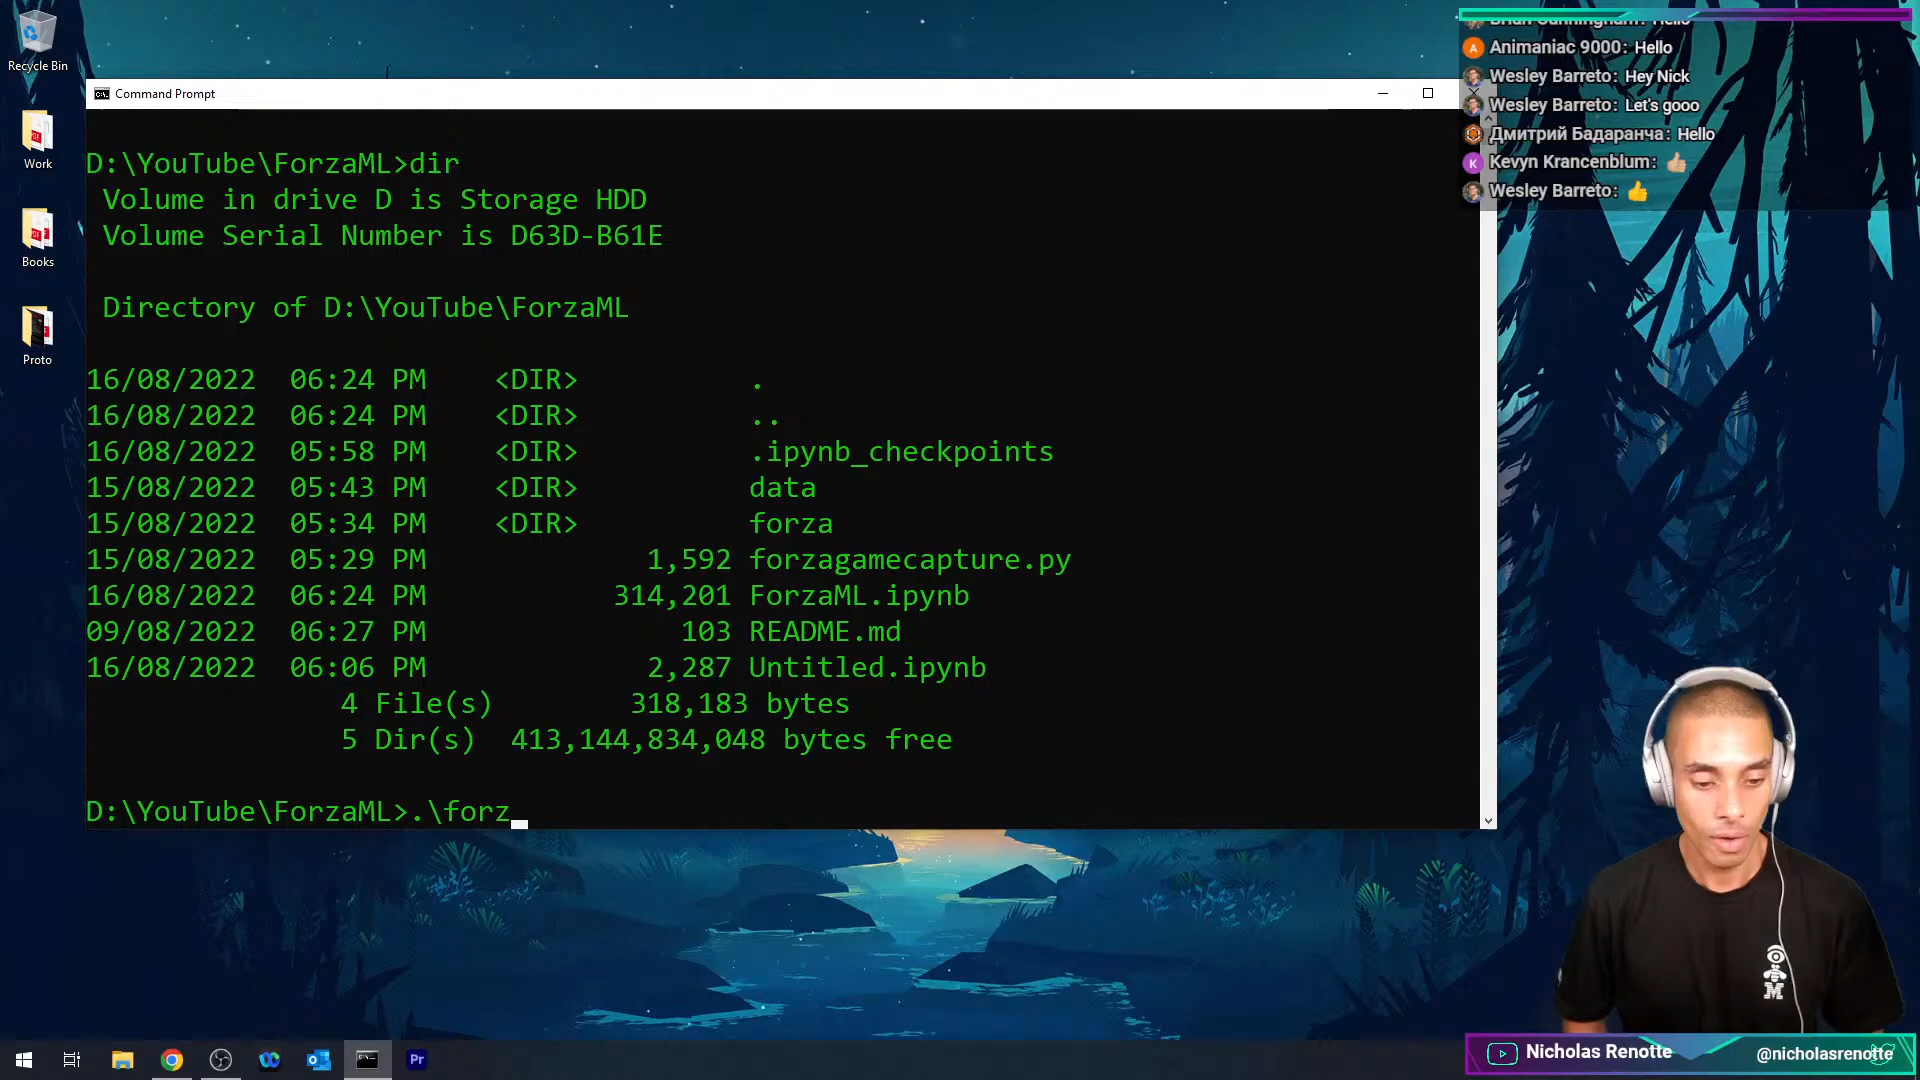 Recycle Bin
Work
Books
Proto
Command Prompt
D:\YouTube\ForzaML>dir
Volume in drive D is Storage HDD
Volume Serial Number is D63D-B61E
Directory of D:\YouTube\ForzaML
16/08/2022 06:24 PM <DIR> .
16/08/2022 06:24 PM <DIR> ..
16/08/2022 05:58 PM <DIR> .ipynb_checkpoints
15/08/2022 05:43 PM <DIR> data
15/08/2022 05:34 PM <DIR> forza
15/08/2022 05:29 PM 1,592 forzagamecapture.py
16/08/2022 06:24 PM 314,201 ForzaML.ipynb
09/08/2022 06:27 PM 103 README.md
16/08/2022 06:06 PM 2,287 Untitled.ipynb
4 File(s) 318,183 bytes
5 Dir(s) 413,144,834,048 bytes free
D:\YouTube\ForzaML>.\forz_
Brian Cunningham: Hello
A Animaniac 9000: Hello
Wesley Barreto: Hey Nick
Wesley Barreto: Let's gooo
Дмитрий Бадаранча: Hello
K Kevyn Krancenblum: 👍🏼
Wesley Barreto: 👍
M
Pr
Nicholas Renotte
@nicholasrenotte